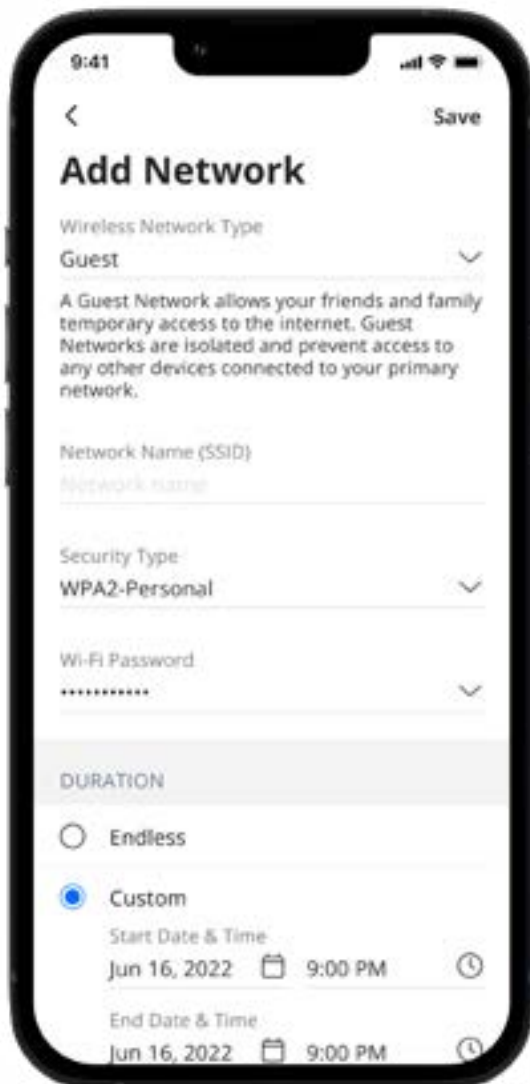 9:41
Save
Add Network
Wireless Network Type
Guest
A Guest Network allows your friends and family
temporary access to the internet. Guest
Networks are isolated and prevent access to
any other devices connected to your primary
network.
Network Name (SSID)
Network name
Security Type
WPA2-Personal
Wi-Fi Password
•••••••••••
DURATION
Endless
Custom
Start Date & Time
Jun 16, 2022 9:00 PM
End Date & Time
Jun 16, 2022 9:00 PM